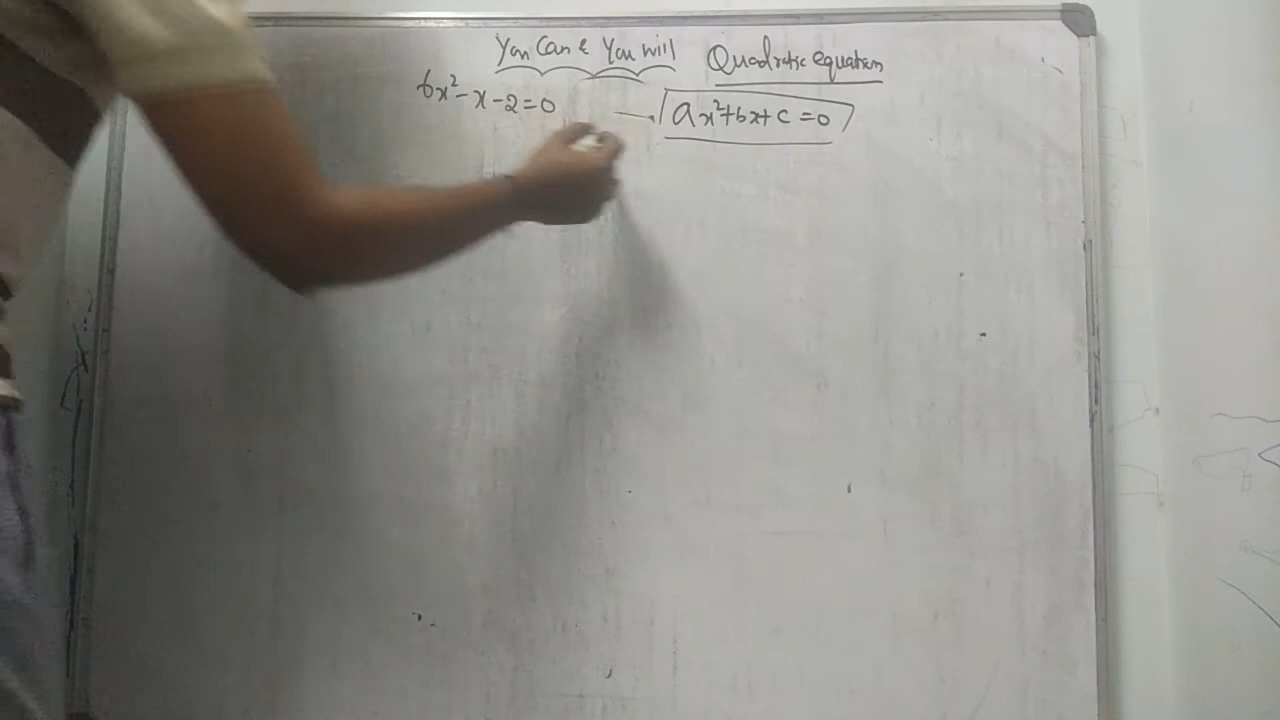 You Can & You will
Quadratic equation
6x²-x-2=0
ax²+bx+c=0